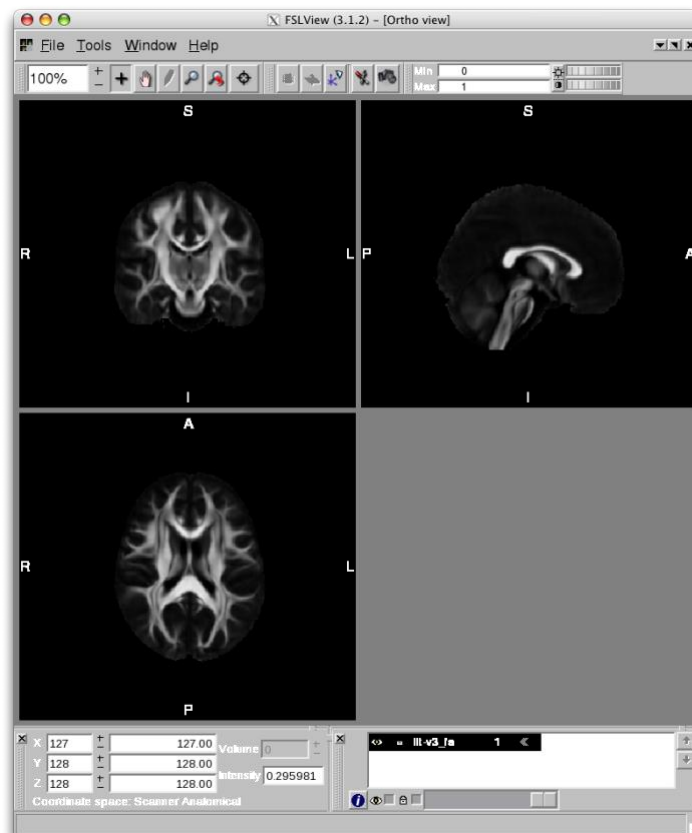 FSLView (3.1.2) - [Ortho view]
File Tools Window Help
100%
Min 0
Max 1
S
S
R
L
P
A
I
I
A
R
L
P
X 127 127.00 Volume 0
Y 128 128.00
Intensity 0.295981
Z 128 128.00
Coordinate space: Scanner Anatomical
IIt-v3_fa 1